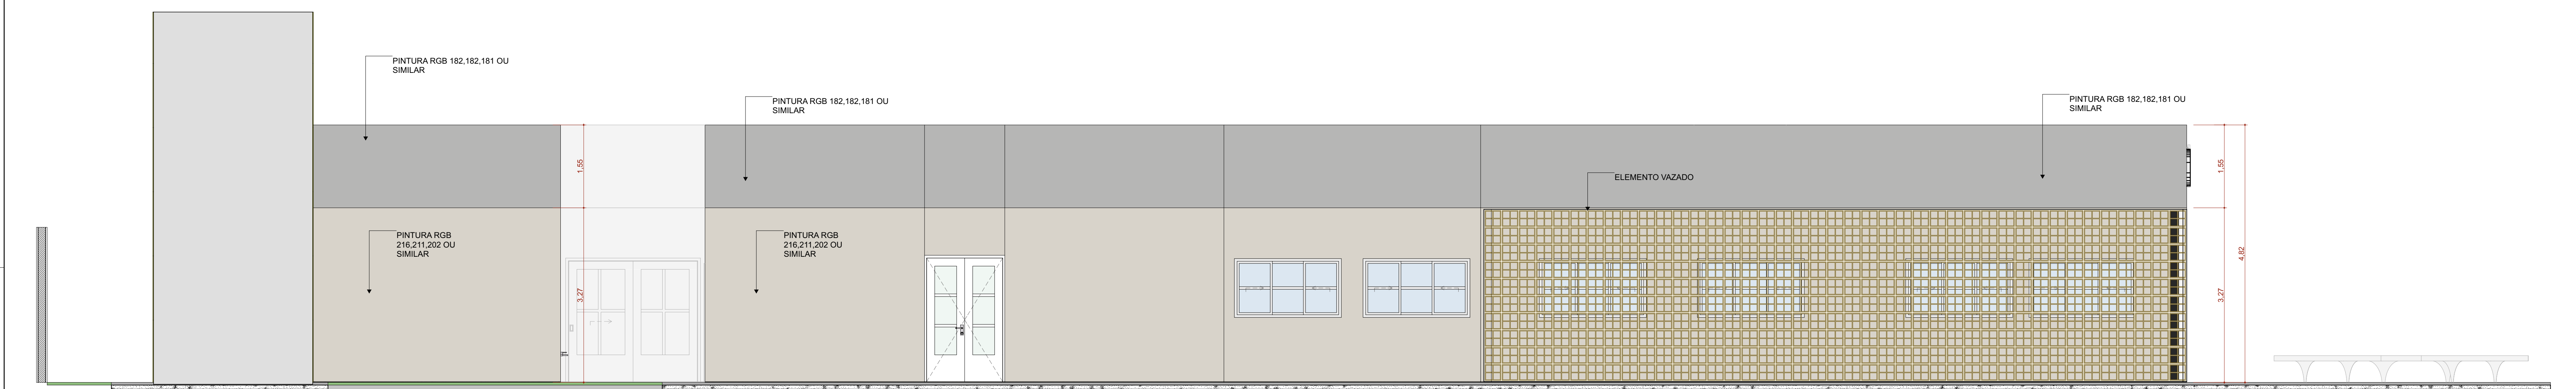 PINTURA RGB 182,182,181 OU
SIMILAR
PINTURA RGB 182,182,181 OU
SIMILAR
PINTURA RGB 182,182,181 OU
SIMILAR
1,55
1,55
ELEMENTO VAZADO
PINTURA RGB
216,211,202 OU
SIMILAR
PINTURA RGB
216,211,202 OU
SIMILAR
4,82
3,27
3,27